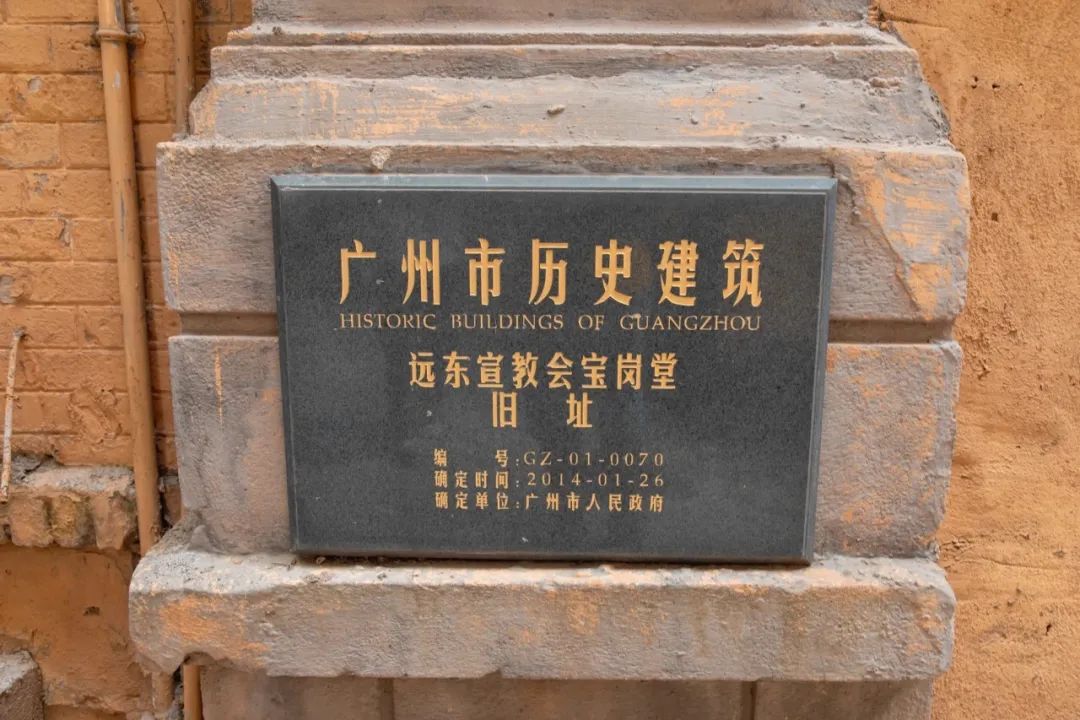 广州市历史建筑
HISTORIC BUILDINGS OF GUANGZHOU
远东宣教会宝岗堂
旧 址
编 号:GZ-01-0070
确定时间:2014-01-26
确定单位:广州市人民政府